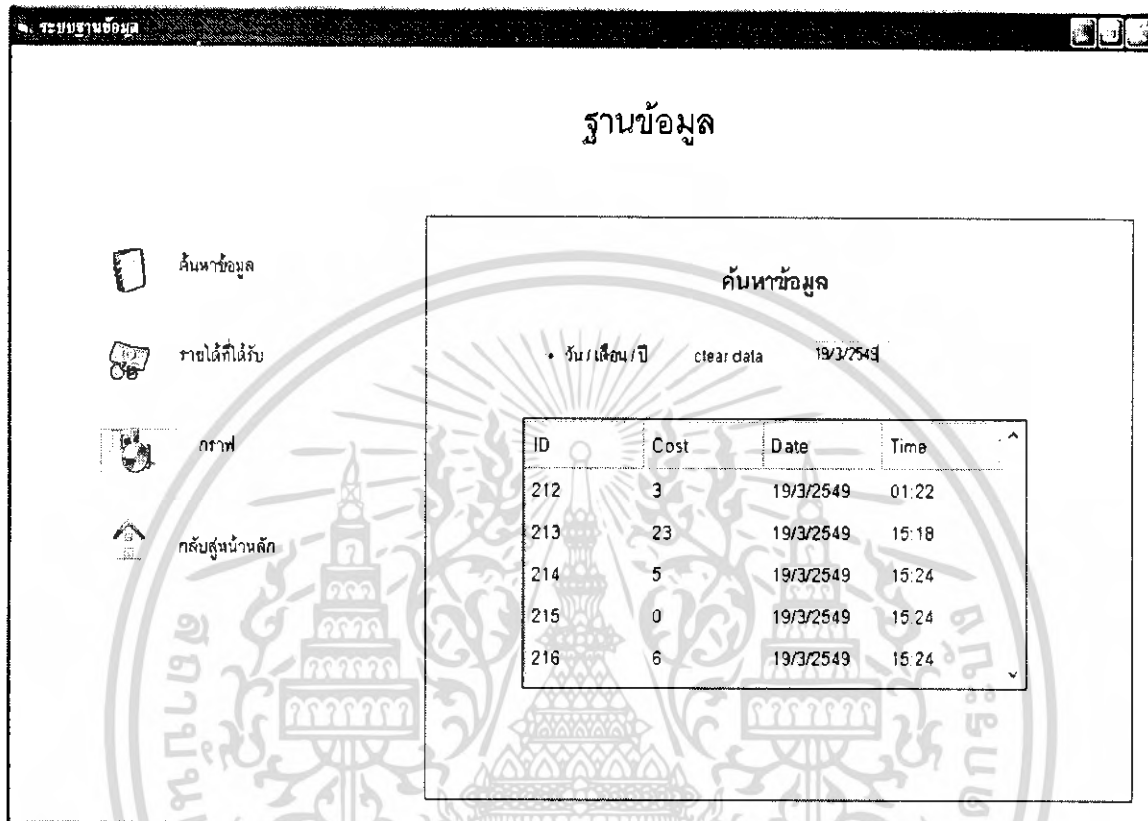 ระบบฐานข้อมูล
ฐานข้อมูล
ค้นหาข้อมูล
รายได้ที่ได้รับ
กราฟ
กลับสู่หน้าหลัก
ค้นหาข้อมูล
วัน / เดือน / ปี clear data 19/3/2549
ID Cost Date Time
212 3 19/3/2549 01:22
213 23 19/3/2549 15:18
214 5 19/3/2549 15:24
215 0 19/3/2549 15:24
216 6 19/3/2549 15:24